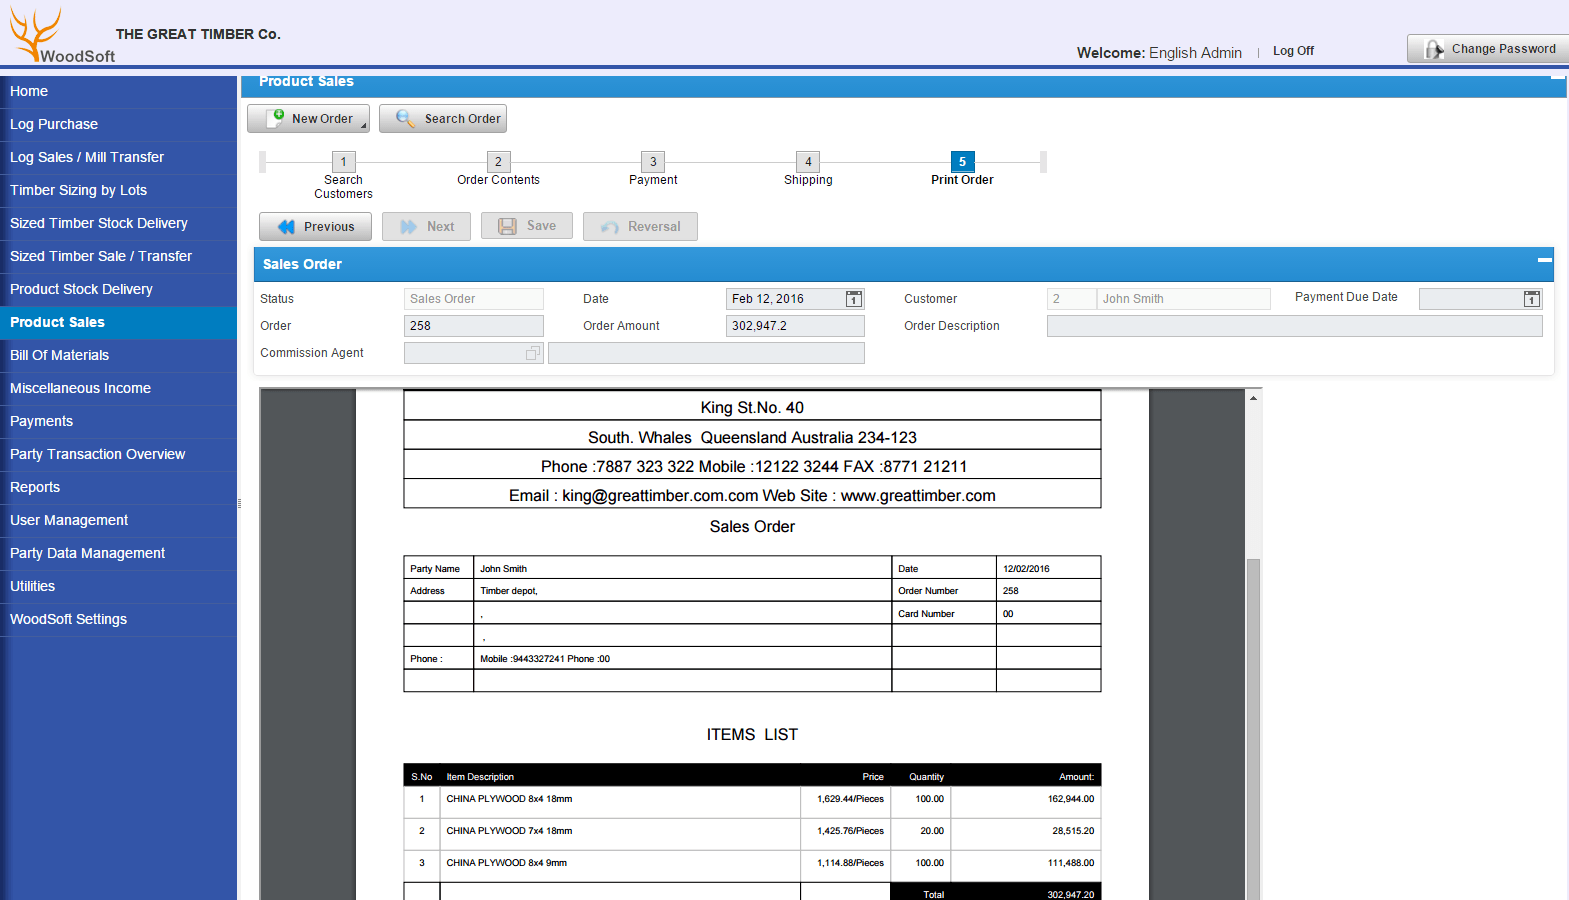 WoodSoft
THE GREAT TIMBER Co.
Welcome: English Admin | Log Off
Change Password
Home
Log Purchase
Log Sales / Mill Transfer
Timber Sizing by Lots
Sized Timber Stock Delivery
Sized Timber Sale / Transfer
Product Stock Delivery
Product Sales
Bill Of Materials
Miscellaneous Income
Payments
Party Transaction Overview
Reports
User Management
Party Data Management
Utilities
WoodSoft Settings
Product Sales
New Order Search Order
1 2 3 4 5
Search Customers Order Contents Payment Shipping Print Order
Previous Next Save Reversal
Sales Order
Status Sales Order Date Feb 12, 2016 1 Customer 2 John Smith Payment Due Date 1
Order 258 Order Amount 302,947.2 Order Description
Commission Agent
King St.No. 40
South. Whales Queensland Australia 234-123
Phone :7887 323 322 Mobile :12122 3244 FAX :8771 21211
Email : king@greattimber.com.com Web Site : www.greattimber.com
Sales Order
Party Name John Smith Date 12/02/2016
Address Timber depot, Order Number 258
, Card Number 00
,
Phone : Mobile :9443327241 Phone :00
ITEMS LIST
S.No Item Description Price Quantity Amount:
1 CHINA PLYWOOD 8x4 18mm 1,629.44/Pieces 100.00 162,944.00
2 CHINA PLYWOOD 7x4 18mm 1,425.76/Pieces 20.00 28,515.20
3 CHINA PLYWOOD 8x4 9mm 1,114.88/Pieces 100.00 111,488.00
Total 302,947.20